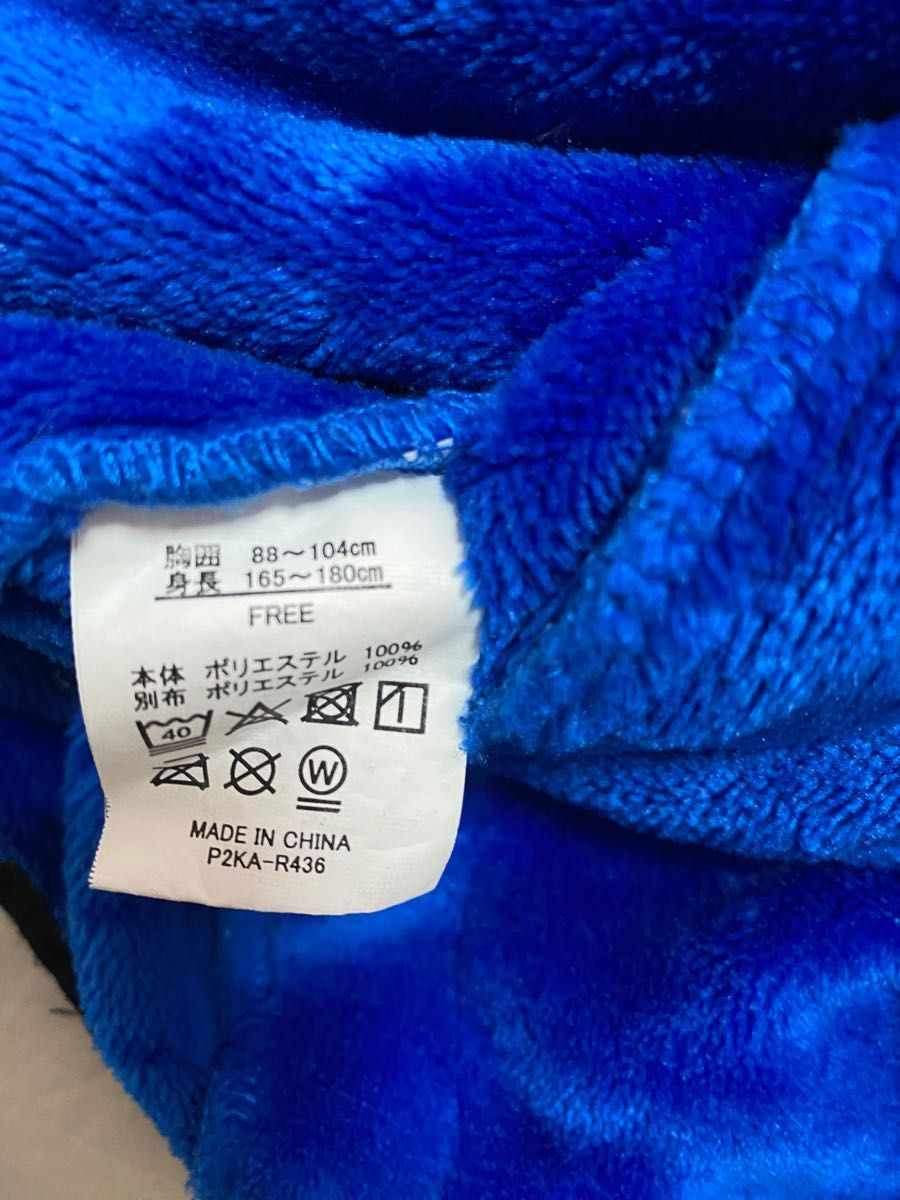 胸囲 88～104cm
身長 165～180cm
FREE
本体 ポリエステル 100%
別布 ポリエステル 100%
40
W
MADE IN CHINA
P2KA-R436